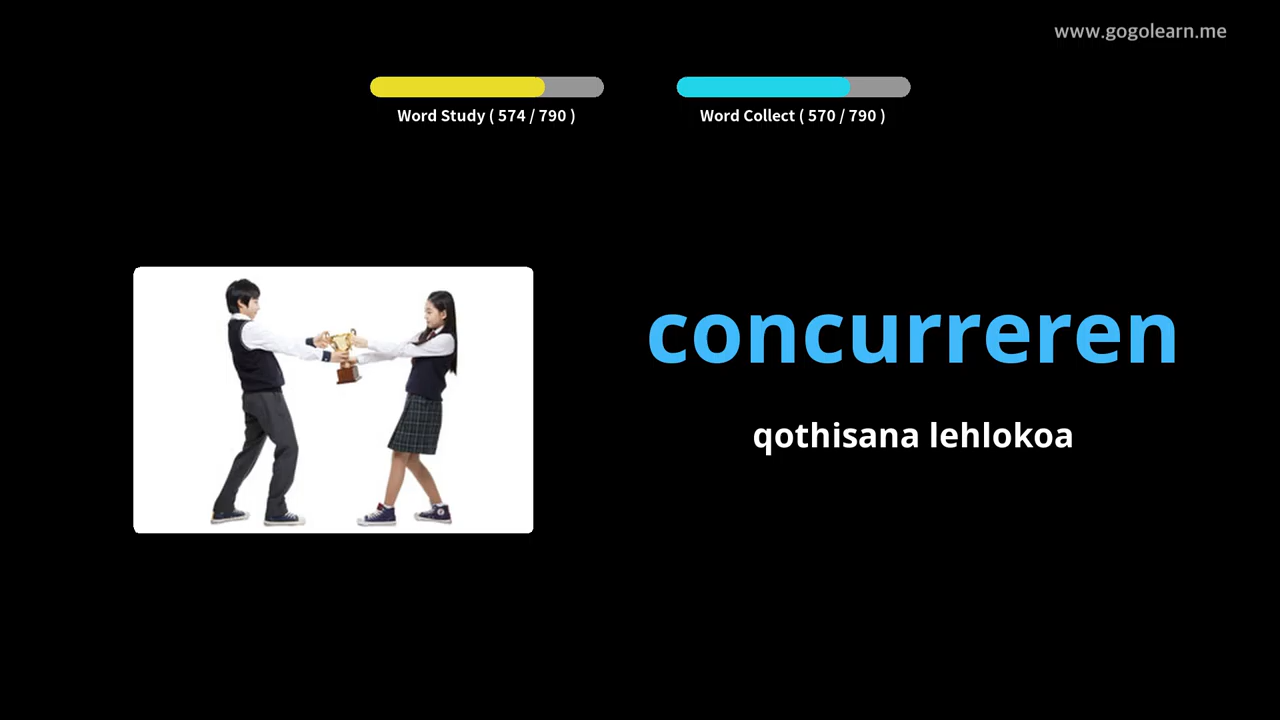 www.gogolearn.me
Word Study ( 574 / 790 )
Word Collect ( 570 / 790 )
concurreren
qothisana lehlokoa